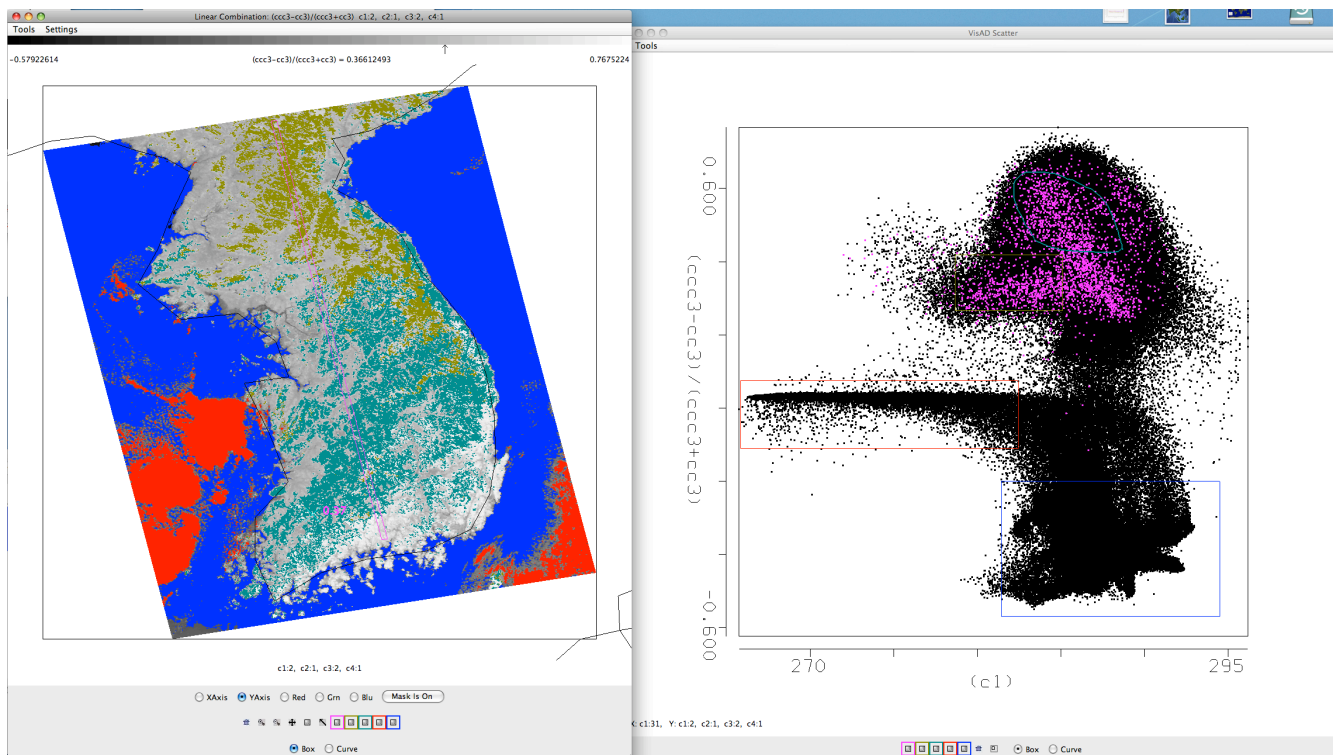 Linear Combination: (ccc3-cc3)/(ccc3+cc3) c1:2, c2:1, c3:2, c4:1
Tools Settings
-0.57922614 (ccc3-cc3)/(ccc3+cc3) = 0.36612493 0.7675224
c1:2, c2:1, c3:2, c4:1
XAxis YAxis Red Grn Blu Mask Is On
Box Curve
VisAD Scatter
Tools
0.600
(ccc3-cc3)/(ccc3+cc3)
-0.600
270 295
(c1)
X: c1:31, Y: c1:2, c2:1, c3:2, c4:1
Box Curve